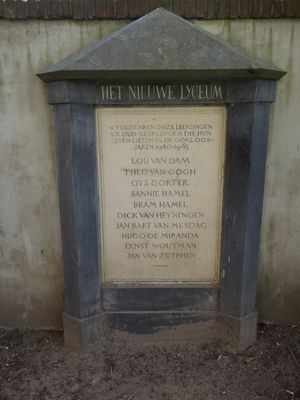 HET NIEUWE LYCEUM
WY GEDENKEN ONZE LEERLINGEN
EN OUD-LEERLINGEN DIE HUN
LEVEN LIETEN IN DE OORLOGS-
JAREN 1940-1945
LOU VAN DAM
THEO VAN GOGH
GYS GORTER
SANNIE HAMEL
BRAM HAMEL
DICK VAN HEYNINGEN
JAN BART VAN MESDAG
HUGO DE MIRANDA
ERNST WOUTMAN
JAN VAN ZUTPHEN